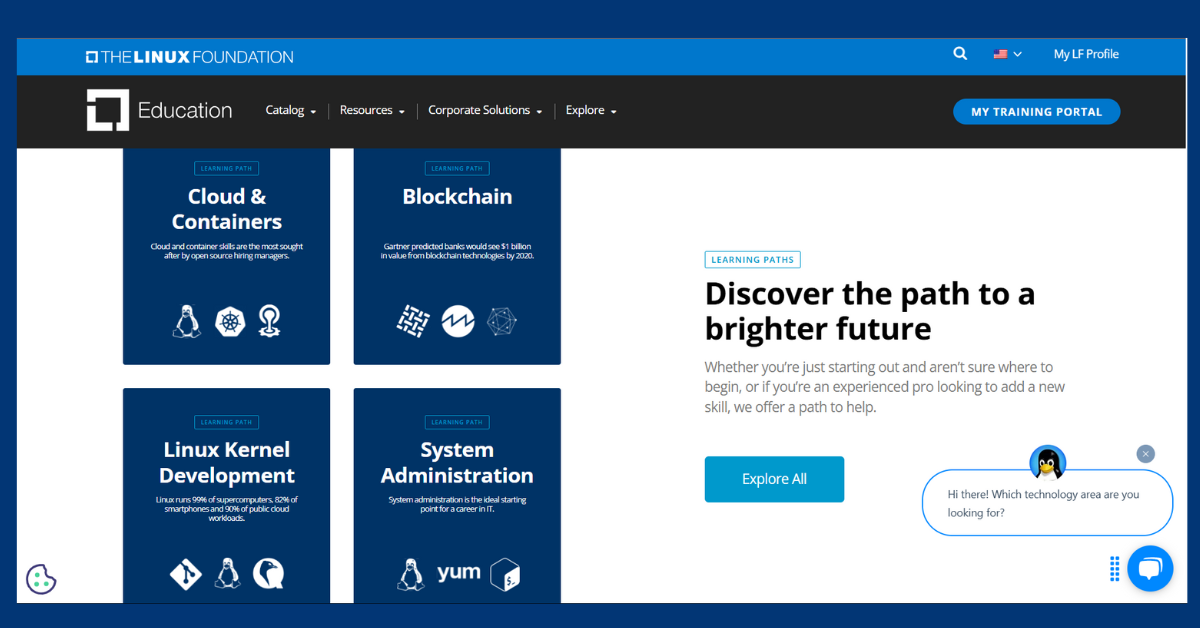 THE LINUX FOUNDATION
My LF Profile
Education
Catalog
Resources
Corporate Solutions
Explore
MY TRAINING PORTAL
LEARNING PATH
Cloud &
Containers
Cloud and container skills are the most sought
after by open source hiring managers.
LEARNING PATH
Blockchain
Gartner predicted banks would see $1 billion
in value from blockchain technologies by 2020.
LEARNING PATH
Linux Kernel
Development
Linux runs 99% of supercomputers, 82% of
smartphones and 90% of public cloud
workloads.
LEARNING PATH
System
Administration
System administration is the ideal starting
point for a career in IT.
yum
$_
LEARNING PATHS
Discover the path to a
brighter future
Whether you're just starting out and aren't sure where to
begin, or if you're an experienced pro looking to add a new
skill, we offer a path to help.
Explore All
Hi there! Which technology area are you
looking for?